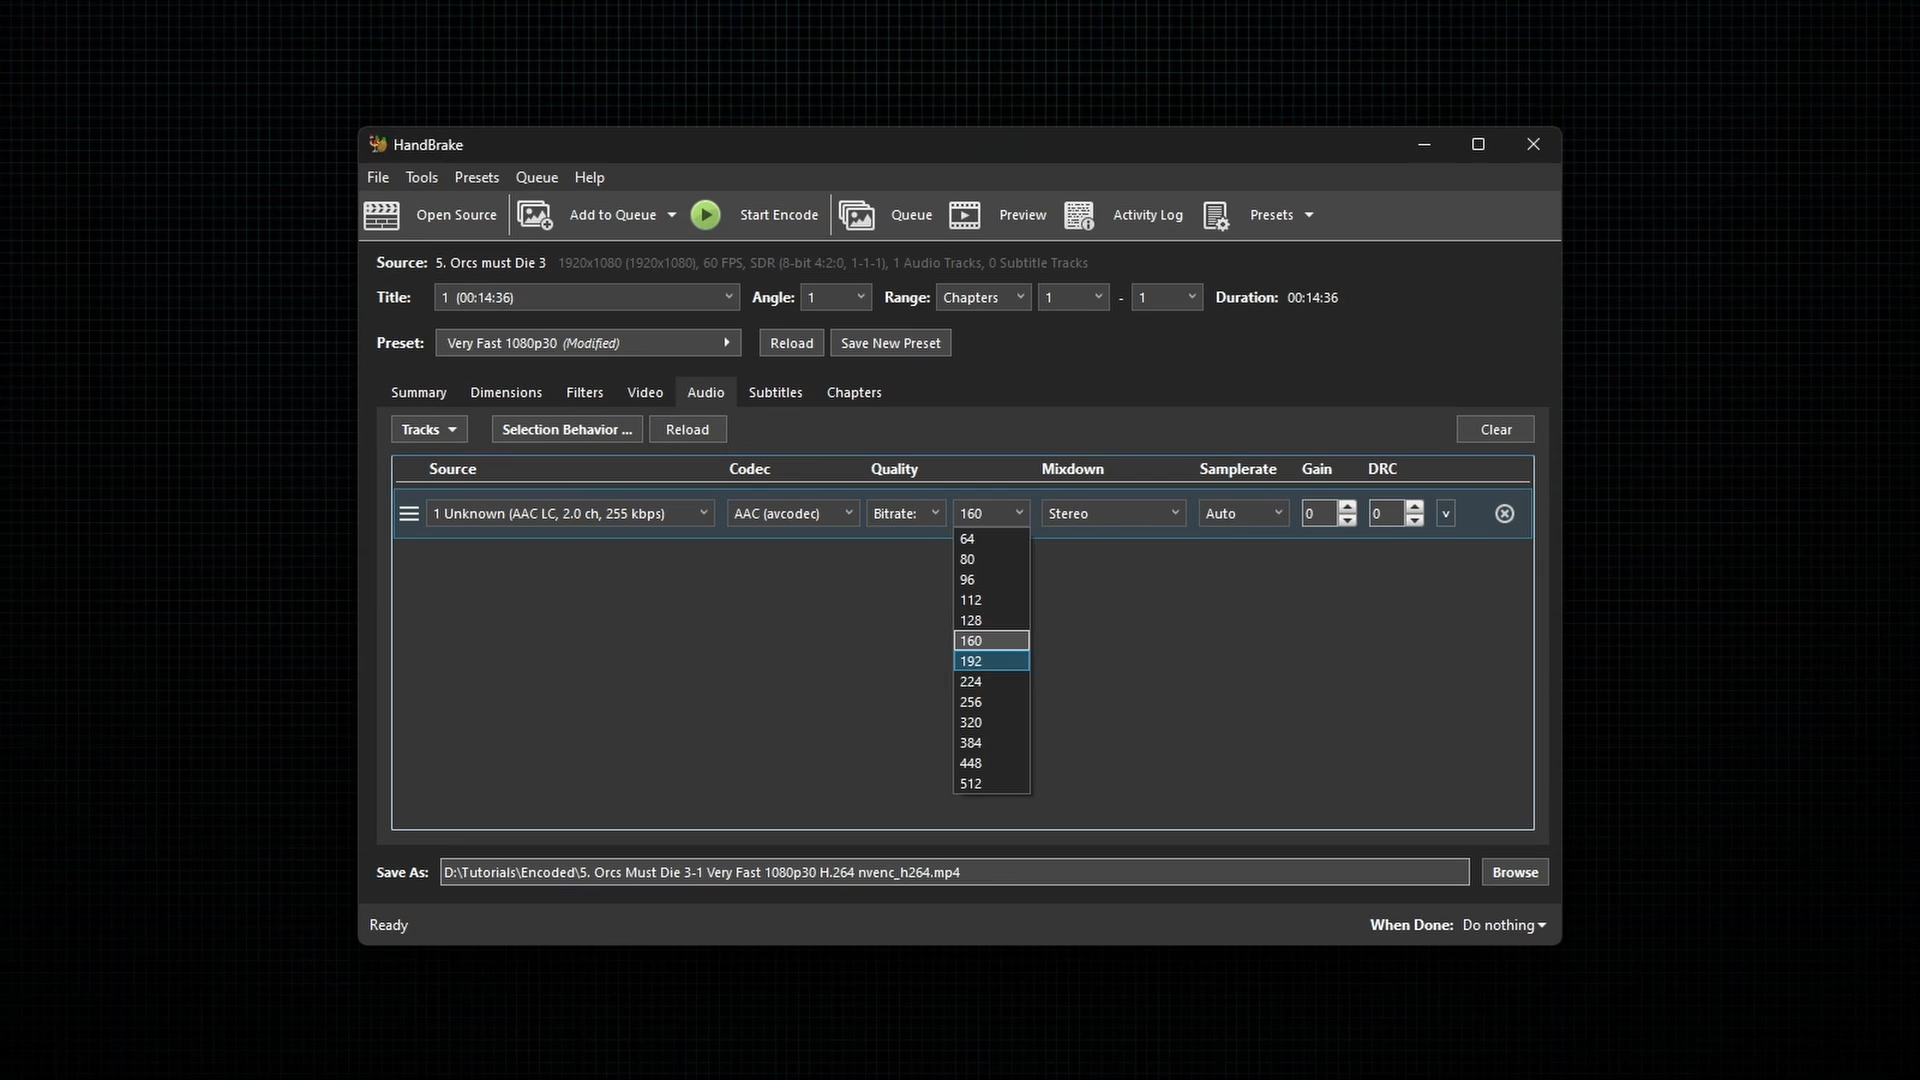 HandBrake
File Tools Presets Queue Help
Open Source Add to Queue Start Encode Queue Preview Activity Log Presets
Source: 5. Orcs must Die 3 1920x1080 (1920x1080), 60 FPS, SDR (8-bit 4:2:0, 1-1-1), 1 Audio Tracks, 0 Subtitle Tracks
Title: 1 (00:14:36) Angle: 1 Range: Chapters 1 - 1 Duration: 00:14:36
Preset: Very Fast 1080p30 (Modified) Reload Save New Preset
Summary Dimensions Filters Video Audio Subtitles Chapters
Tracks Selection Behavior ... Reload Clear
Source Codec Quality Mixdown Samplerate Gain DRC
1 Unknown (AAC LC, 2.0 ch, 255 kbps) AAC (avcodec) Bitrate: 160 Stereo Auto 0 0 v
64
80
96
112
128
160
192
224
256
320
384
448
512
Save As: D:\Tutorials\Encoded\5. Orcs Must Die 3-1 Very Fast 1080p30 H.264 nvenc_h264.mp4 Browse
Ready When Done: Do nothing